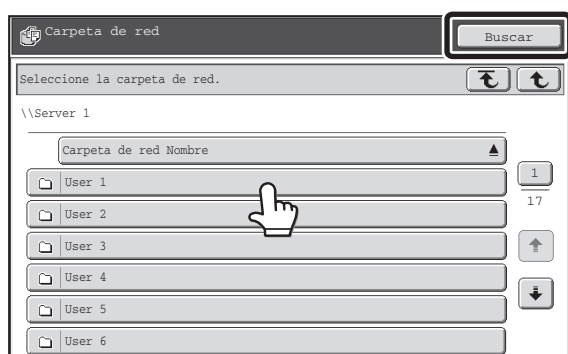 Carpeta de red
Buscar
Seleccione la carpeta de red.
\\Server 1
Carpeta de red Nombre
User 1
1
17
User 2
User 3
User 4
User 5
User 6